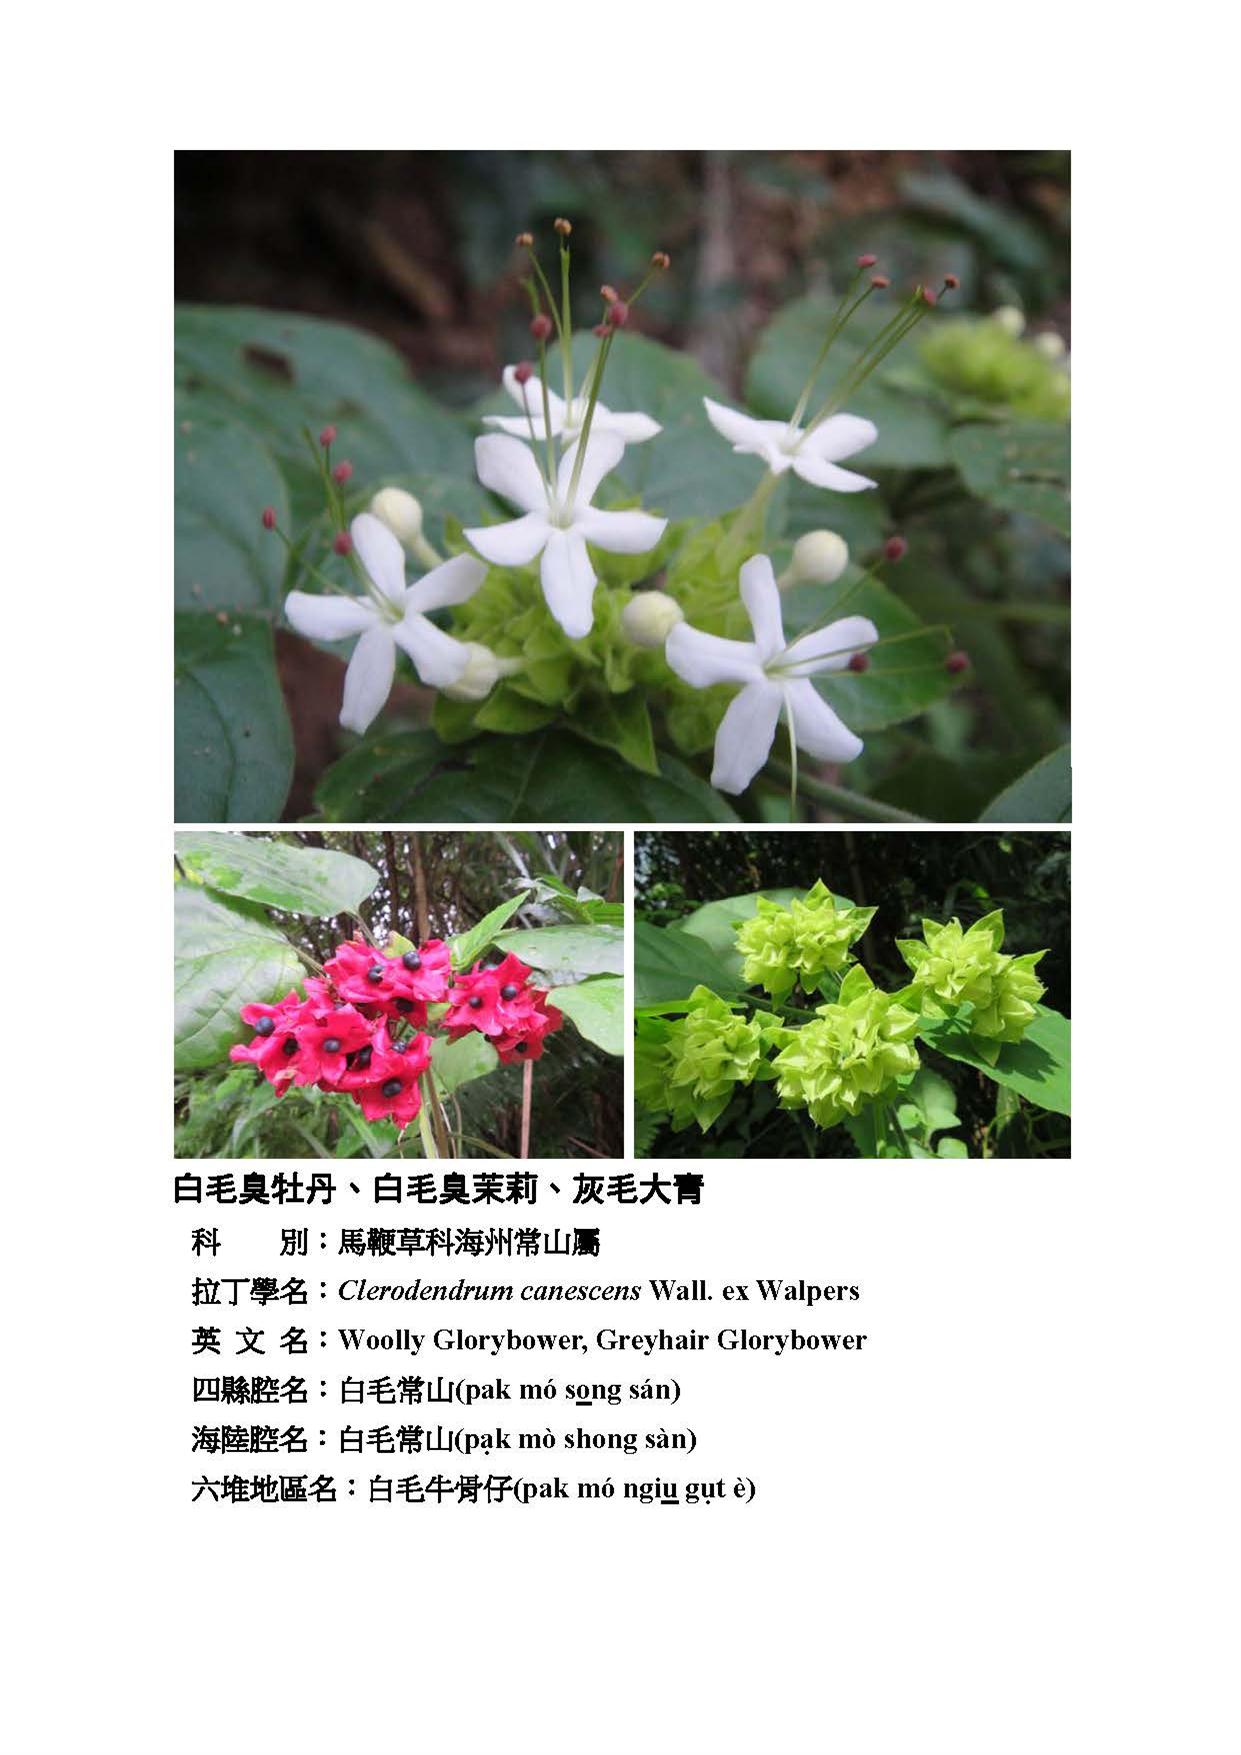 白毛臭牡丹、白毛臭茉莉、灰毛大青
科　　別：馬鞭草科海州常山屬
拉丁學名：Clerodendrum canescens Wall. ex Walpers
英 文 名：Woolly Glorybower, Greyhair Glorybower
四縣腔名：白毛常山(pak mó so̲ng sán)
海陸腔名：白毛常山(pa̩k mò shong sàn)
六堆地區名：白毛牛骨仔(pak mó ngiu̲ gu̩t è)